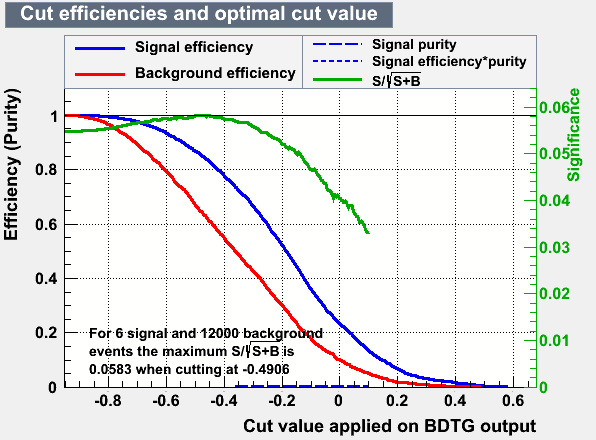 Cut efficiencies and optimal cut value
Signal efficiency
Background efficiency
Signal purity
Signal efficiency*purity
S/√S+B
Efficiency (Purity)
1
0.8
0.6
0.4
0.2
0
0.06
0.05
0.04
0.03
0.02
0.01
0
Significance
For 6 signal and 12000 background
events the maximum S/√S+B is
0.0583 when cutting at -0.4906
-0.8 -0.6 -0.4 -0.2 0 0.2 0.4 0.6
Cut value applied on BDTG output